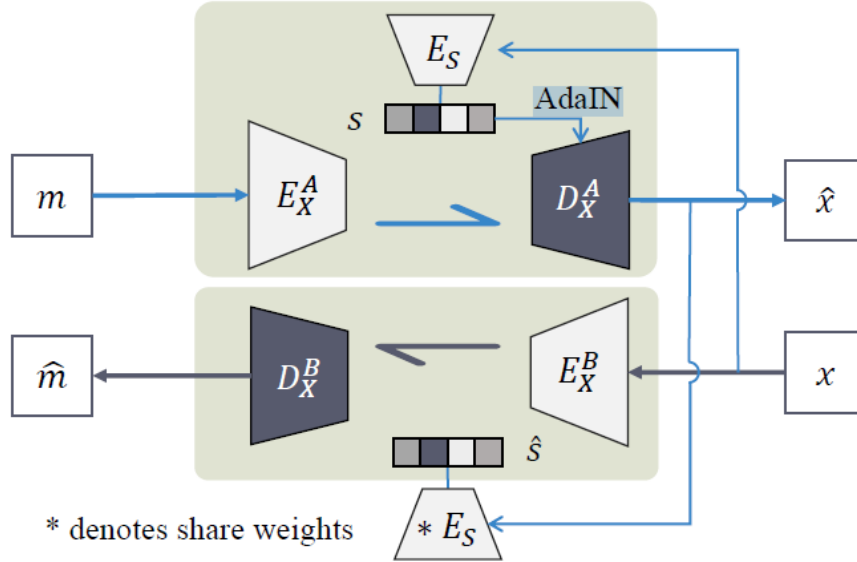 E_S
s
AdaIN
m
E_X^A
D_X^A
x̂
m̂
D_X^B
E_X^B
x
ŝ
* E_S
* denotes share weights